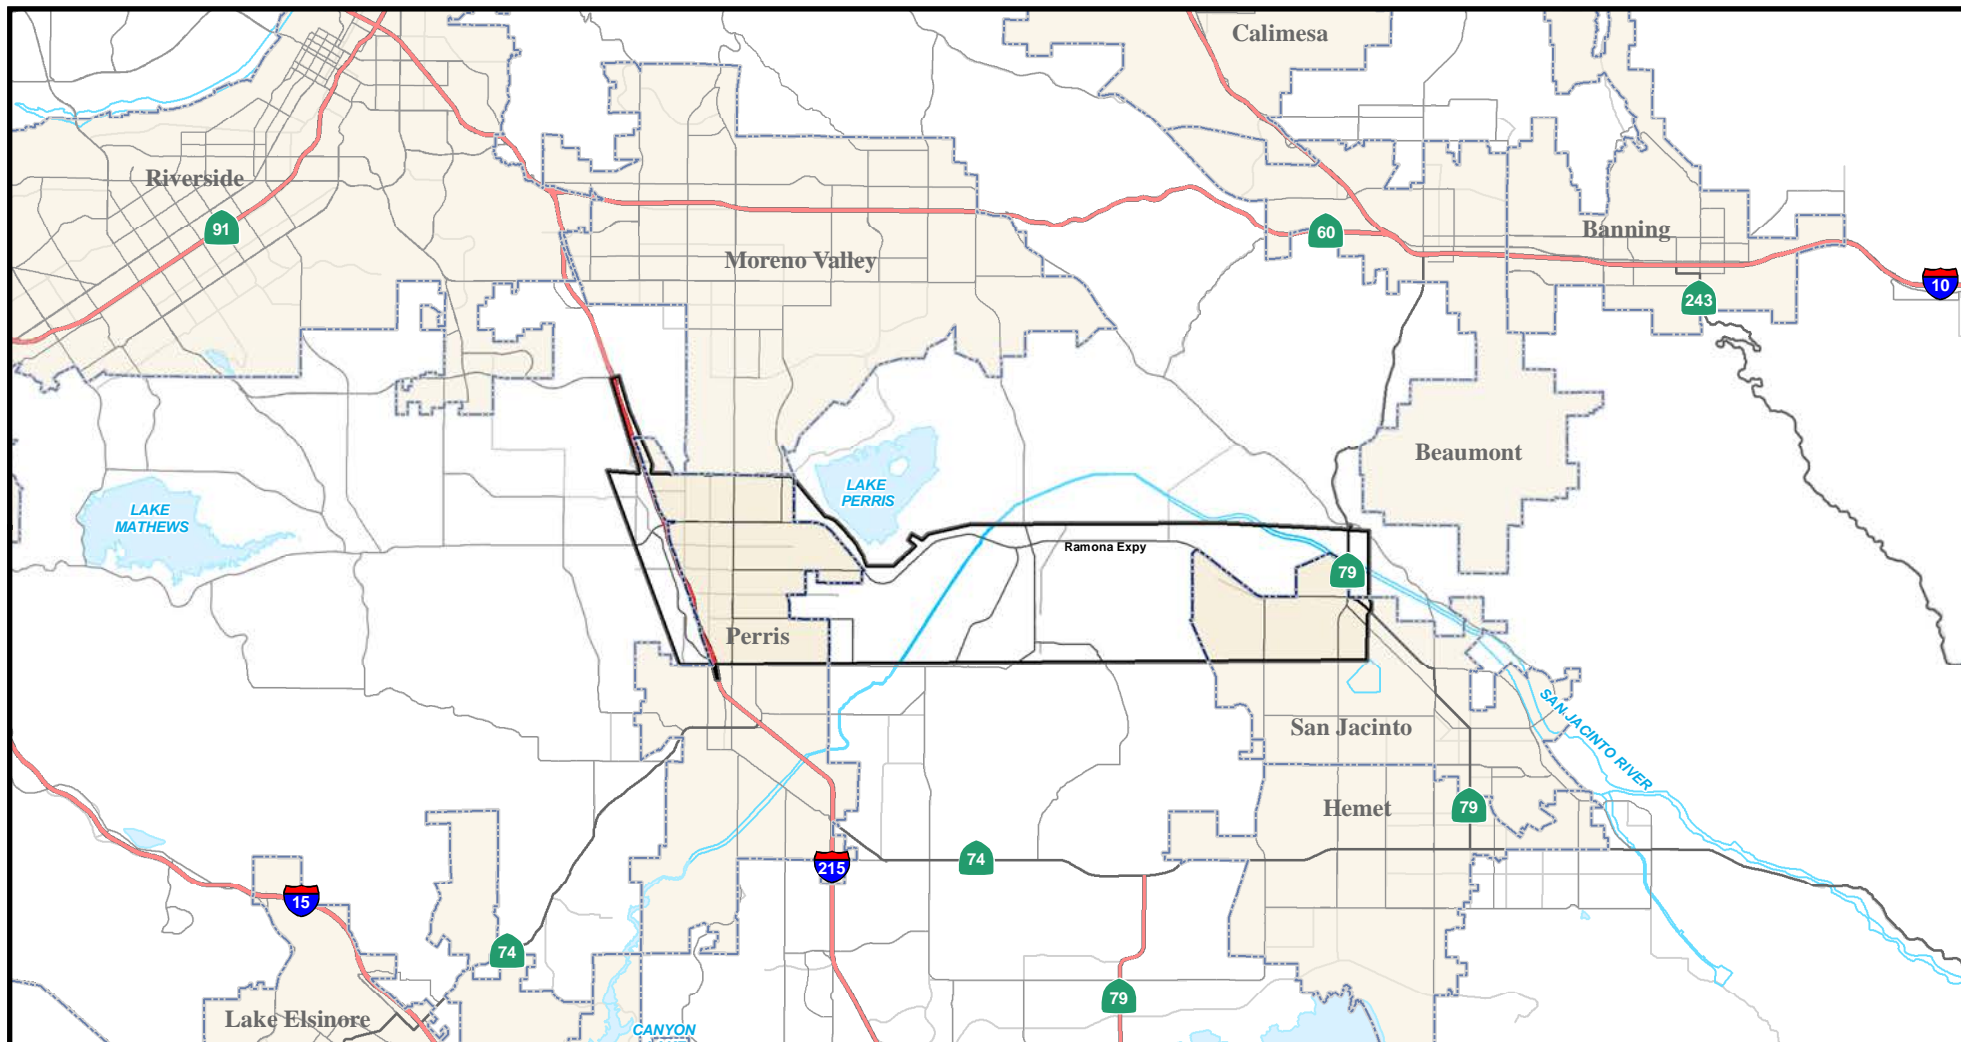 Calimesa
Riverside
91
Moreno Valley
60
Banning
10
243
Beaumont
LAKE
PERRIS
LAKE
MATHEWS
Ramona Expy
79
Perris
San Jacinto
SAN JACINTO RIVER
Hemet
79
74
215
15
74
79
Lake Elsinore
CANYON